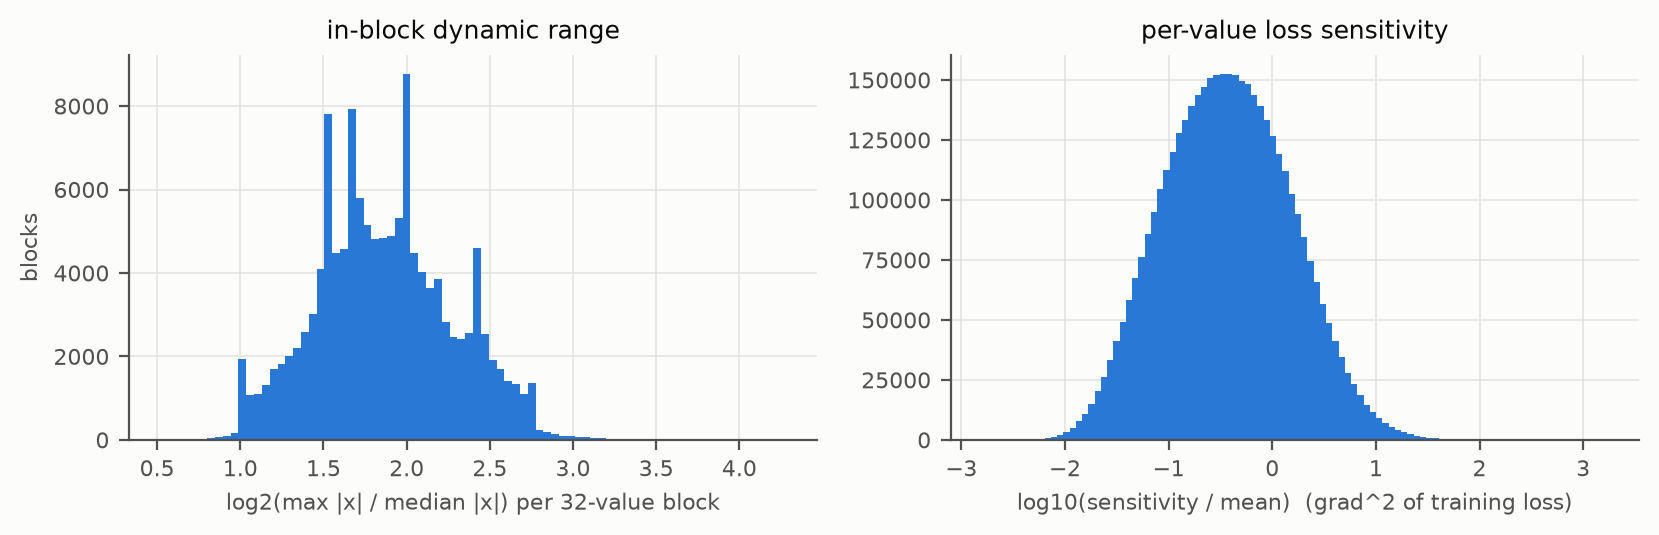 in-block dynamic range
blocks
8000
6000
4000
2000
0
0.5 1.0 1.5 2.0 2.5 3.0 3.5 4.0
log2(max |x| / median |x|) per 32-value block
per-value loss sensitivity
150000
125000
100000
75000
50000
25000
0
−3 −2 −1 0 1 2 3
log10(sensitivity / mean)  (grad^2 of training loss)